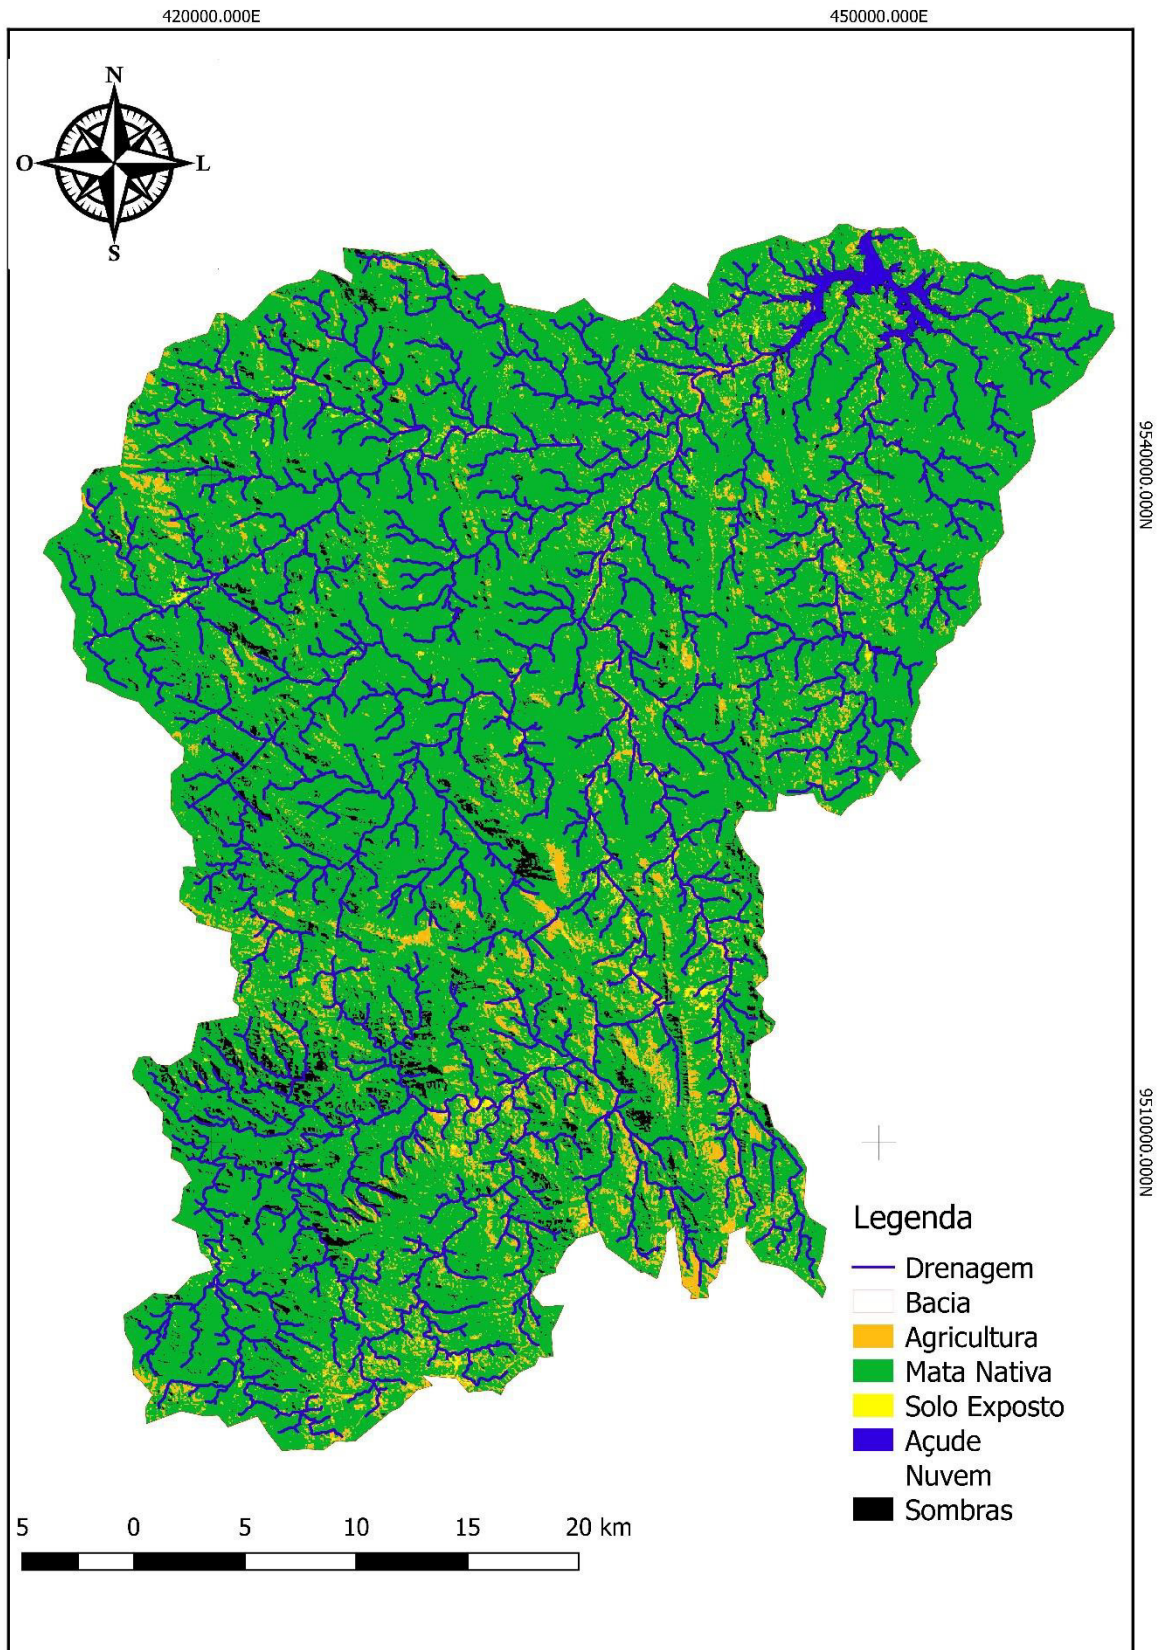 420000.000E
450000.000E
N
O
L
S
9540000.000N
9510000.000N
Legenda
Drenagem
Bacia
Agricultura
Mata Nativa
Solo Exposto
Açude
Nuvem
Sombras
5 0 5 10 15 20 km